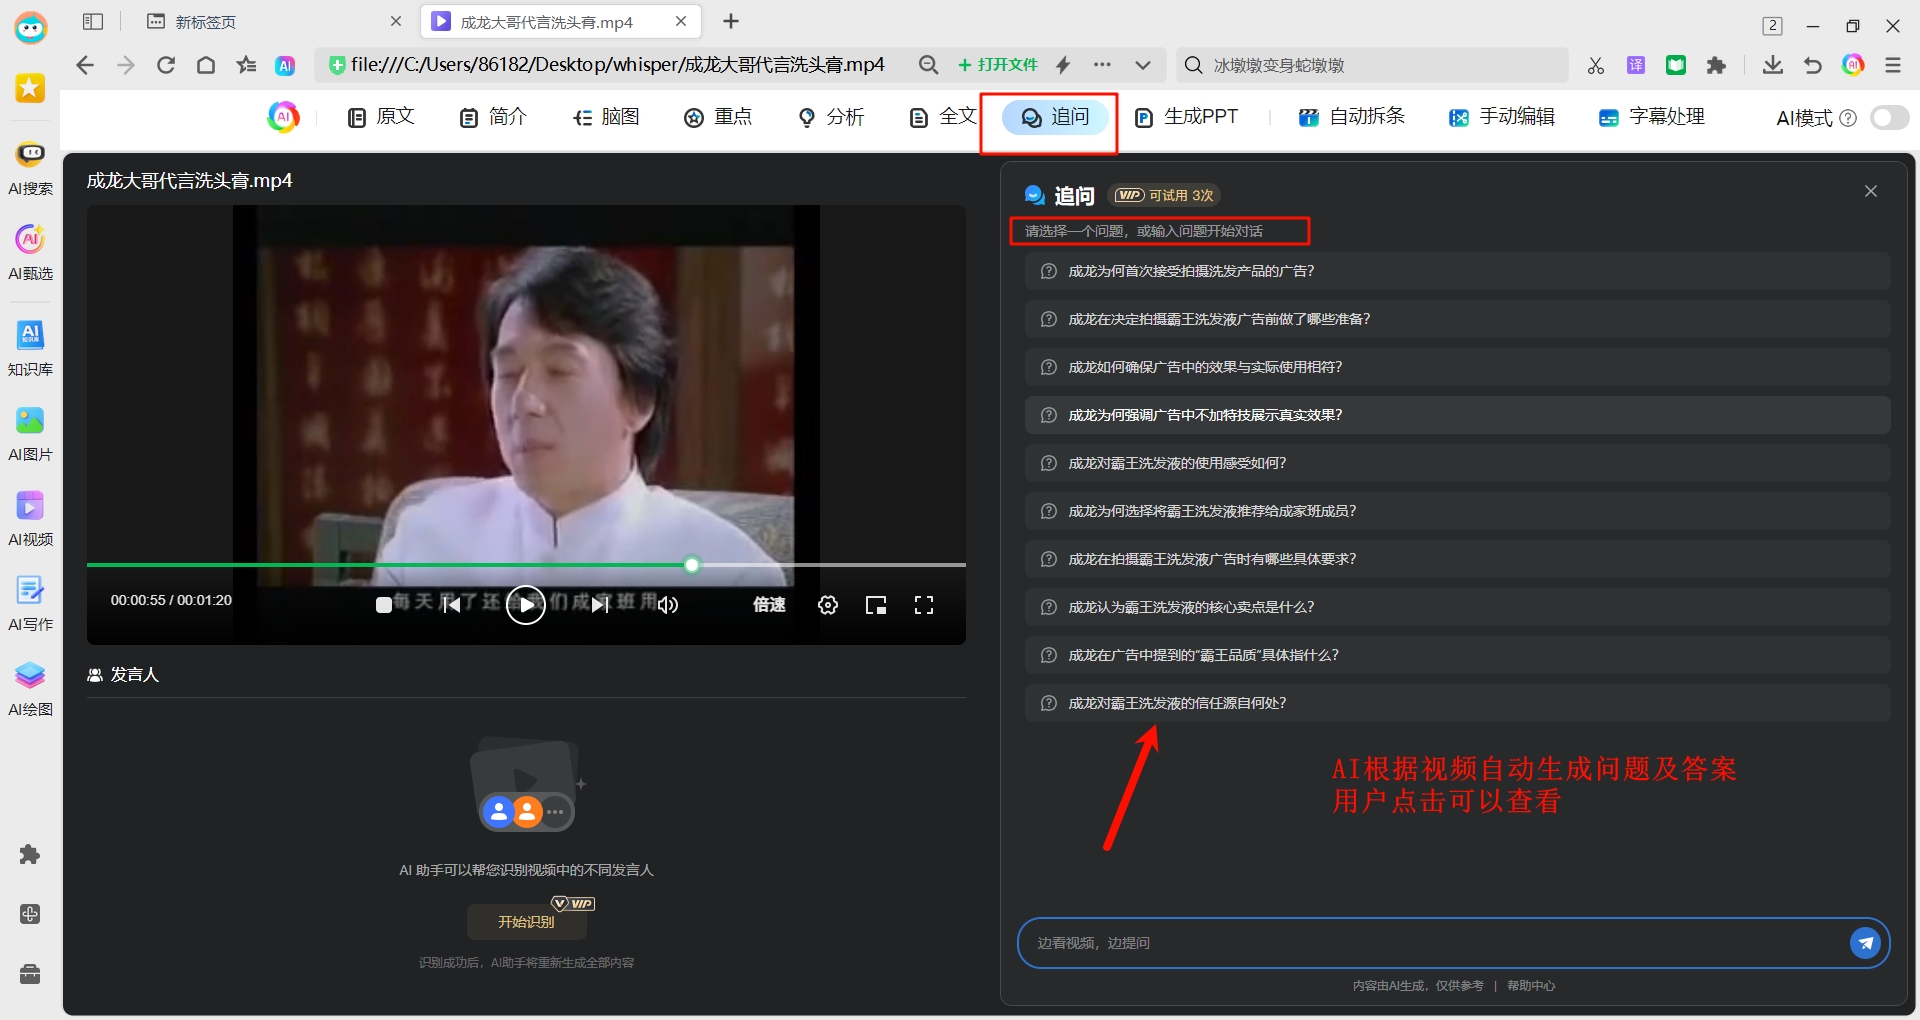 新标签页
成龙大哥代言洗头膏.mp4
2
AI
file:///C:/Users/86182/Desktop/whisper/成龙大哥代言洗头膏.mp4
打开文件
冰墩墩变身蛇墩墩
译
AI
AI搜索
AI
AI甄选
AI
知识库
知识库
AI图片
AI视频
AI写作
AI绘图
AI
原文
简介
脑图
重点
分析
全文
追问
生成PPT
自动拆条
手动编辑
字幕处理
AI模式
成龙大哥代言洗头膏.mp4
每天用了还给我们成家班用
00:00:55 / 00:01:20
倍速
发言人
AI 助手可以帮您识别视频中的不同发言人
VIP
开始识别
识别成功后，AI助手将重新生成全部内容
追问
VIP 可试用 3次
请选择一个问题，或输入问题开始对话
成龙为何首次接受拍摄洗发产品的广告?
成龙在决定拍摄霸王洗发液广告前做了哪些准备?
成龙如何确保广告中的效果与实际使用相符?
成龙为何强调广告中不加特技展示真实效果?
成龙对霸王洗发液的使用感受如何?
成龙为何选择将霸王洗发液推荐给成家班成员?
成龙在拍摄霸王洗发液广告时有哪些具体要求?
成龙认为霸王洗发液的核心卖点是什么?
成龙在广告中提到的"霸王品质"具体指什么?
成龙对霸王洗发液的信任源自何处?
AI根据视频自动生成问题及答案
用户点击可以查看
边看视频，边提问
内容由AI生成，仅供参考 | 帮助中心